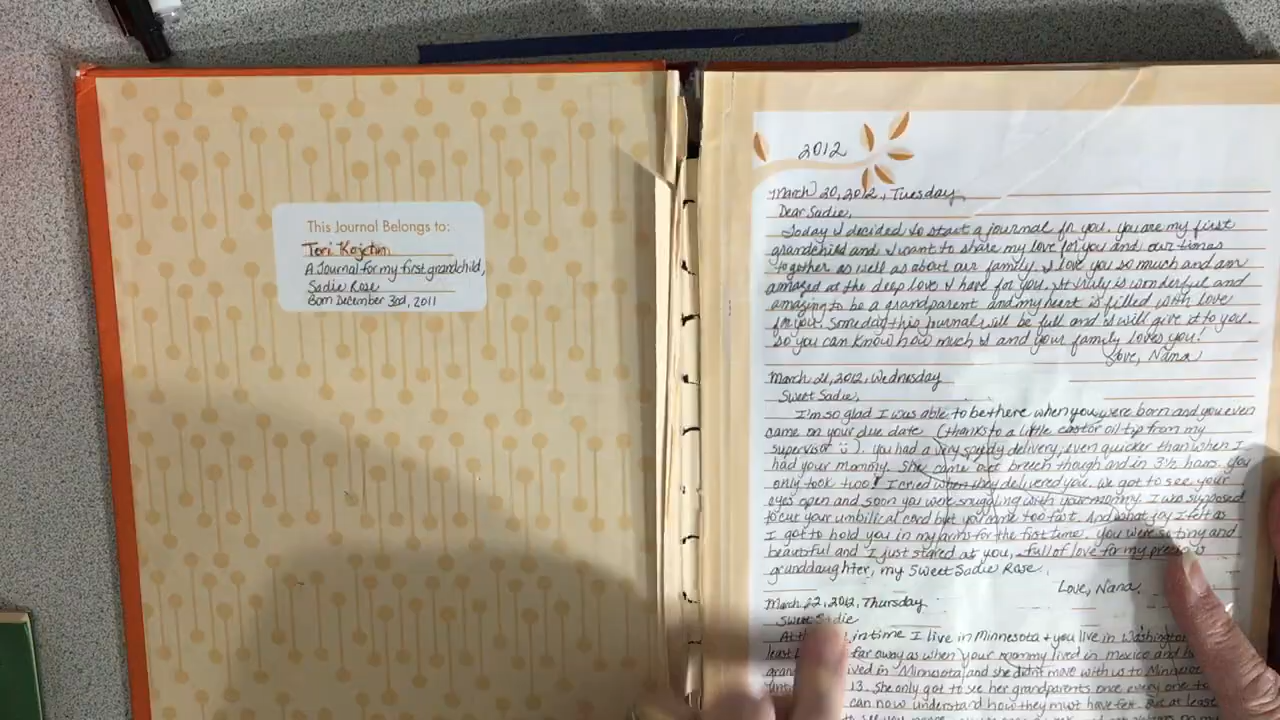 This Journal Belongs to:
Tori
A Journal for my first grandchild,
Sadie Rose
Born December 3rd, 2011
2012
March 20, 2012, Tuesday
Dear Sadie,
Today I decided to start a journal for you. You are my first
grandchild and I want to share my love for you and our times
together as well as about our family. I love you so much and am
amazed at the deep love I have for you. It truly is wonderful and
amazing to be a grandparent and my heart is filled with love
for you. Someday this journal will be full and I will give it to you
so you can know how much I and your family loves you!
Love, Nana
March 21, 2012, Wednesday
Sweet Sadie,
I'm so glad I was able to be there when you were born and you even
came on your due date (thanks to a little castor oil tip from my
supervisor ). You had a very speedy delivery, even quicker than when I
had your mommy. She came out breech though and in 3½ hours. You
only took two! I cried when they delivered you. We got to see your
eyes open and soon you were snuggling with your mommy. I was supposed
to cut your umbilical cord but you came too fast. And what joy I felt as
I got to hold you in my arms for the first time. You were so tiny and
beautiful and I just stared at you, full of love for my precious
granddaughter, my Sweet Sadie Rose.
Love, Nana.
March 22, 2012, Thursday
Sweet Sadie
in time I live in Minnesota + you live in Washington
least far away as when your mommy lived in Mexico and
lived in Minnesota and she didn't move with us to
13. She only got to see her grandparents once every one to
can now understand how they must have felt. But at least